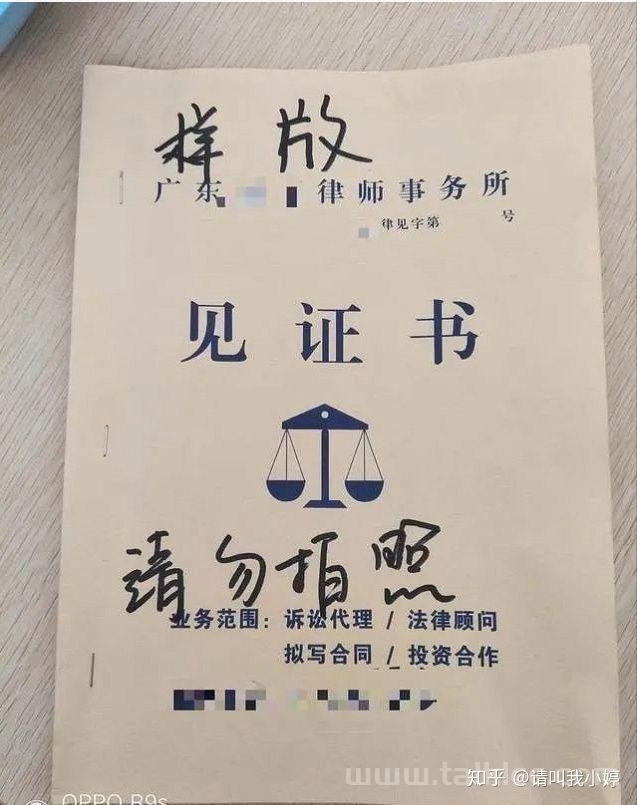 样版
广东 律师事务所
律见字第 号
见证书
请勿拍照
业务范围：诉讼代理 / 法律顾问
拟写合同 / 投资合作
知乎 @请叫我小婷
OPPO R9s